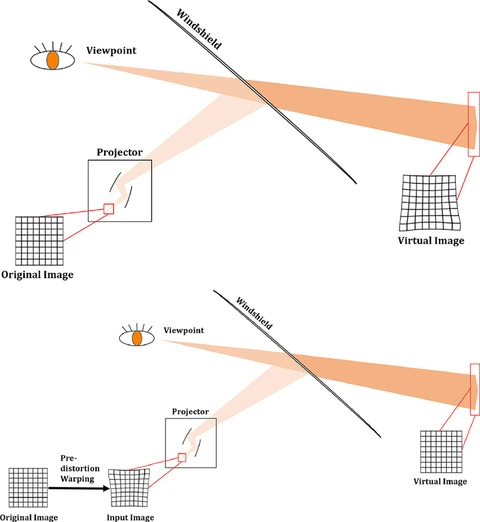 Windshield
Viewpoint
Projector
Virtual Image
Original Image
Windshield
Viewpoint
Projector
Pre-
distortion
Warping
Virtual Image
Original Image
Input Image